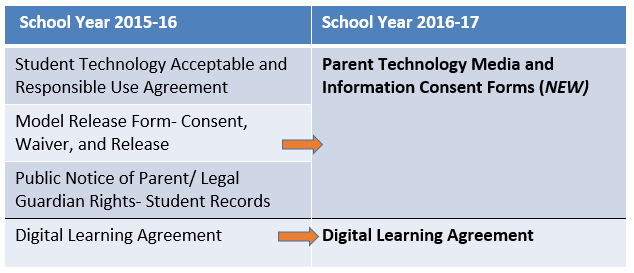 School Year 2015-16
School Year 2016-17
Student Technology Acceptable and
Responsible Use Agreement
Parent Technology Media and
Information Consent Forms (NEW)
Model Release Form- Consent,
Waiver, and Release
Public Notice of Parent/ Legal
Guardian Rights- Student Records
Digital Learning Agreement
Digital Learning Agreement